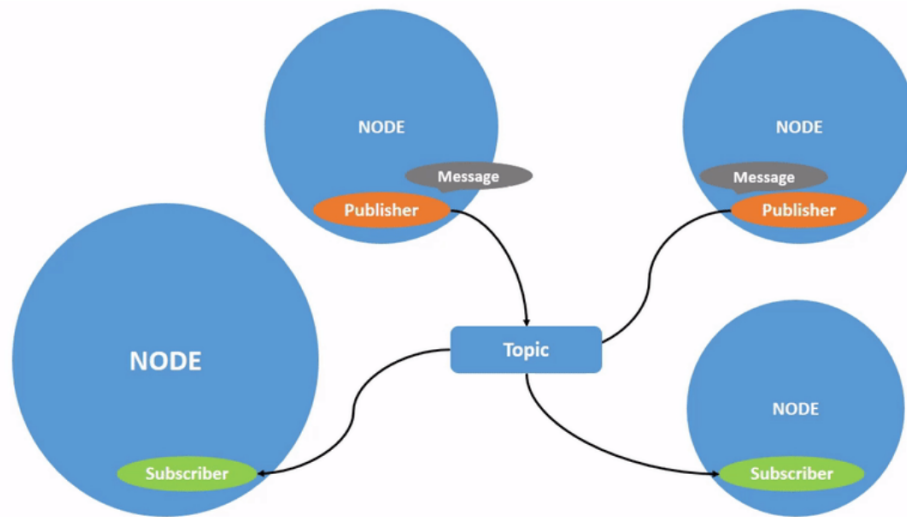 NODE
NODE
Message
Message
Publisher
Publisher
Topic
NODE
NODE
Subscriber
Subscriber